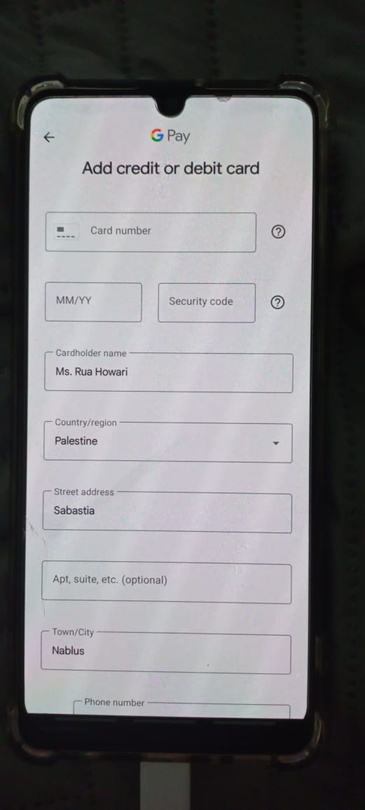 G Pay
Add credit or debit card
Card number
MM/YY
Security code
Cardholder name
Ms. Rua Howari
Country/region
Palestine
Street address
Sabastia
Apt, suite, etc. (optional)
Town/City
Nablus
Phone number